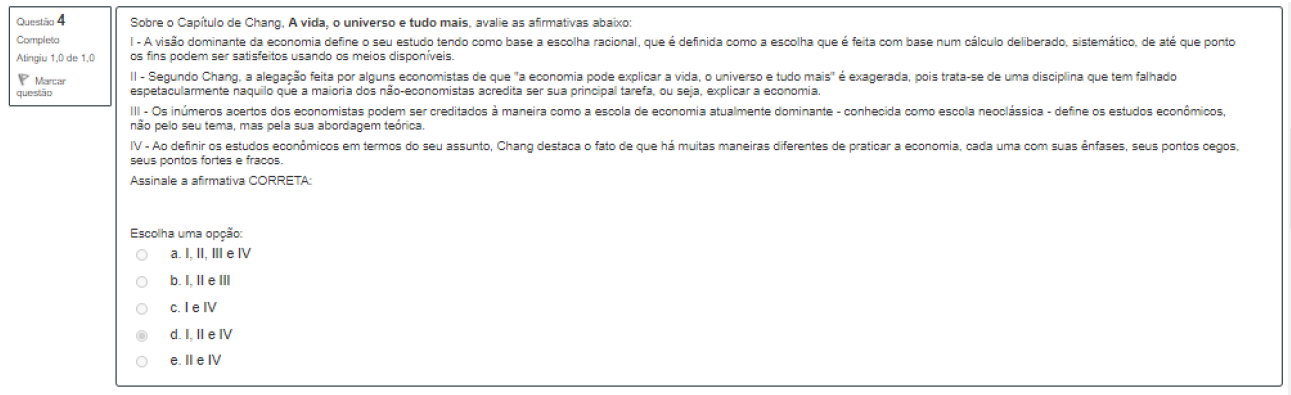 Questão 4
Completo
Atingiu 1,0 de 1,0
Marcar
questão
Sobre o Capítulo de Chang, A vida, o universo e tudo mais, avalie as afirmativas abaixo:
I - A visão dominante da economia define o seu estudo tendo como base a escolha racional, que é definida como a escolha que é feita com base num cálculo deliberado, sistemático, de até que ponto
os fins podem ser satisfeitos usando os meios disponíveis.
II - Segundo Chang, a alegação feita por alguns economistas de que "a economia pode explicar a vida, o universo e tudo mais" é exagerada, pois trata-se de uma disciplina que tem falhado
espetacularmente naquilo que a maioria dos não-economistas acredita ser sua principal tarefa, ou seja, explicar a economia.
III - Os inúmeros acertos dos economistas podem ser creditados à maneira como a escola de economia atualmente dominante - conhecida como escola neoclássica - define os estudos econômicos,
não pelo seu tema, mas pela sua abordagem teórica.
IV - Ao definir os estudos econômicos em termos do seu assunto, Chang destaca o fato de que há muitas maneiras diferentes de praticar a economia, cada uma com suas ênfases, seus pontos cegos,
seus pontos fortes e fracos.
Assinale a afirmativa CORRETA:
Escolha uma opção:
a. I, II, III e IV
b. I, II e III
c. I e IV
d. I, II e IV
e. II e IV